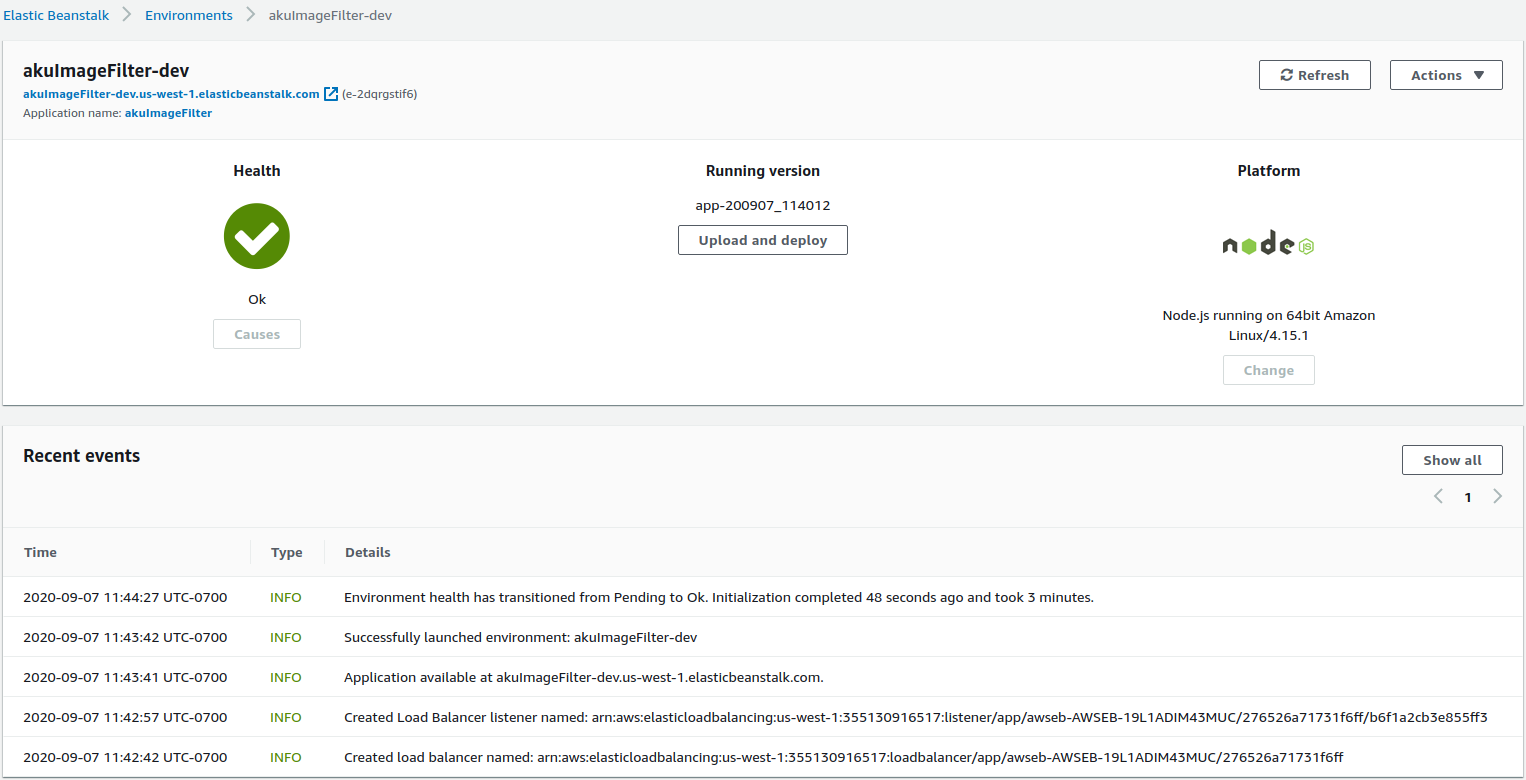 Elastic Beanstalk > Environments > akuImageFilter-dev
akuImageFilter-dev
Refresh
Actions ▼
akuImageFilter-dev.us-west-1.elasticbeanstalk.com (e-2dqrgstif6)
Application name: akuImageFilter
Health
Running version
Platform
app-200907_114012
Upload and deploy
node JS
Ok
Causes
Node.js running on 64bit Amazon
Linux/4.15.1
Change
Recent events
Show all
< 1 >
Time Type Details
2020-09-07 11:44:27 UTC-0700 INFO Environment health has transitioned from Pending to Ok. Initialization completed 48 seconds ago and took 3 minutes.
2020-09-07 11:43:42 UTC-0700 INFO Successfully launched environment: akuImageFilter-dev
2020-09-07 11:43:41 UTC-0700 INFO Application available at akuImageFilter-dev.us-west-1.elasticbeanstalk.com.
2020-09-07 11:42:57 UTC-0700 INFO Created Load Balancer listener named: arn:aws:elasticloadbalancing:us-west-1:355130916517:listener/app/awseb-AWSEB-19L1ADIM43MUC/276526a71731f6ff/b6f1a2cb3e855ff3
2020-09-07 11:42:42 UTC-0700 INFO Created load balancer named: arn:aws:elasticloadbalancing:us-west-1:355130916517:loadbalancer/app/awseb-AWSEB-19L1ADIM43MUC/276526a71731f6ff